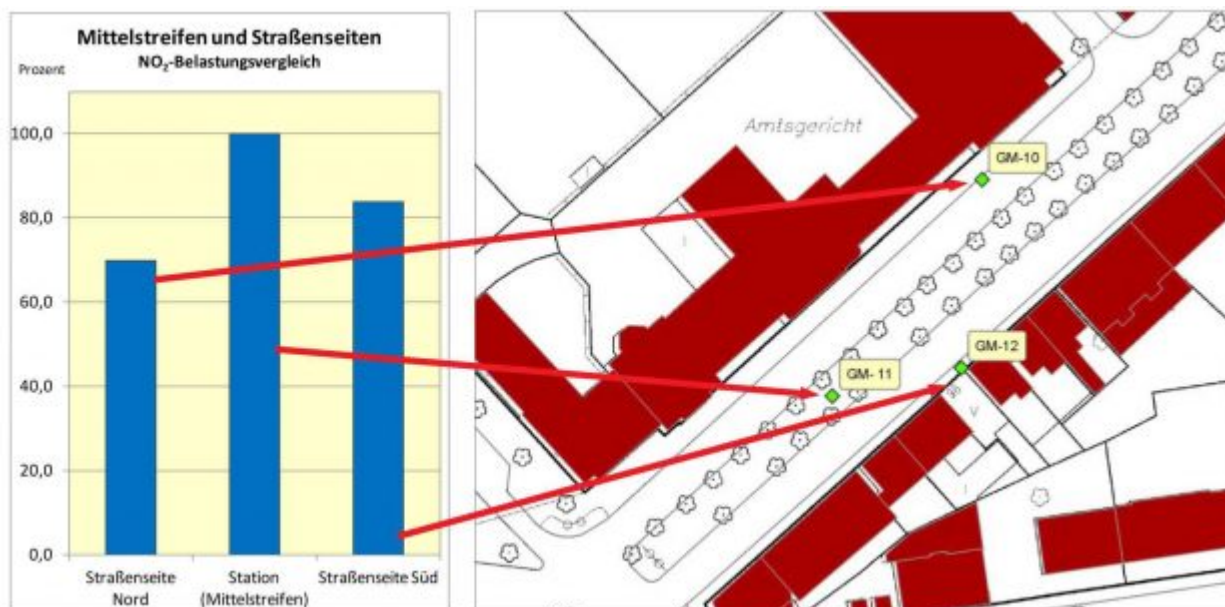 Mittelstreifen und Straßenseiten
NO₂-Belastungsvergleich
Prozent
100,0
80,0
60,0
40,0
20,0
0,0
Straßenseite
Nord
Station
(Mittelstreifen)
Straßenseite Süd
Amtsgericht
GM-10
GM-12
GM- 11
V
I
I